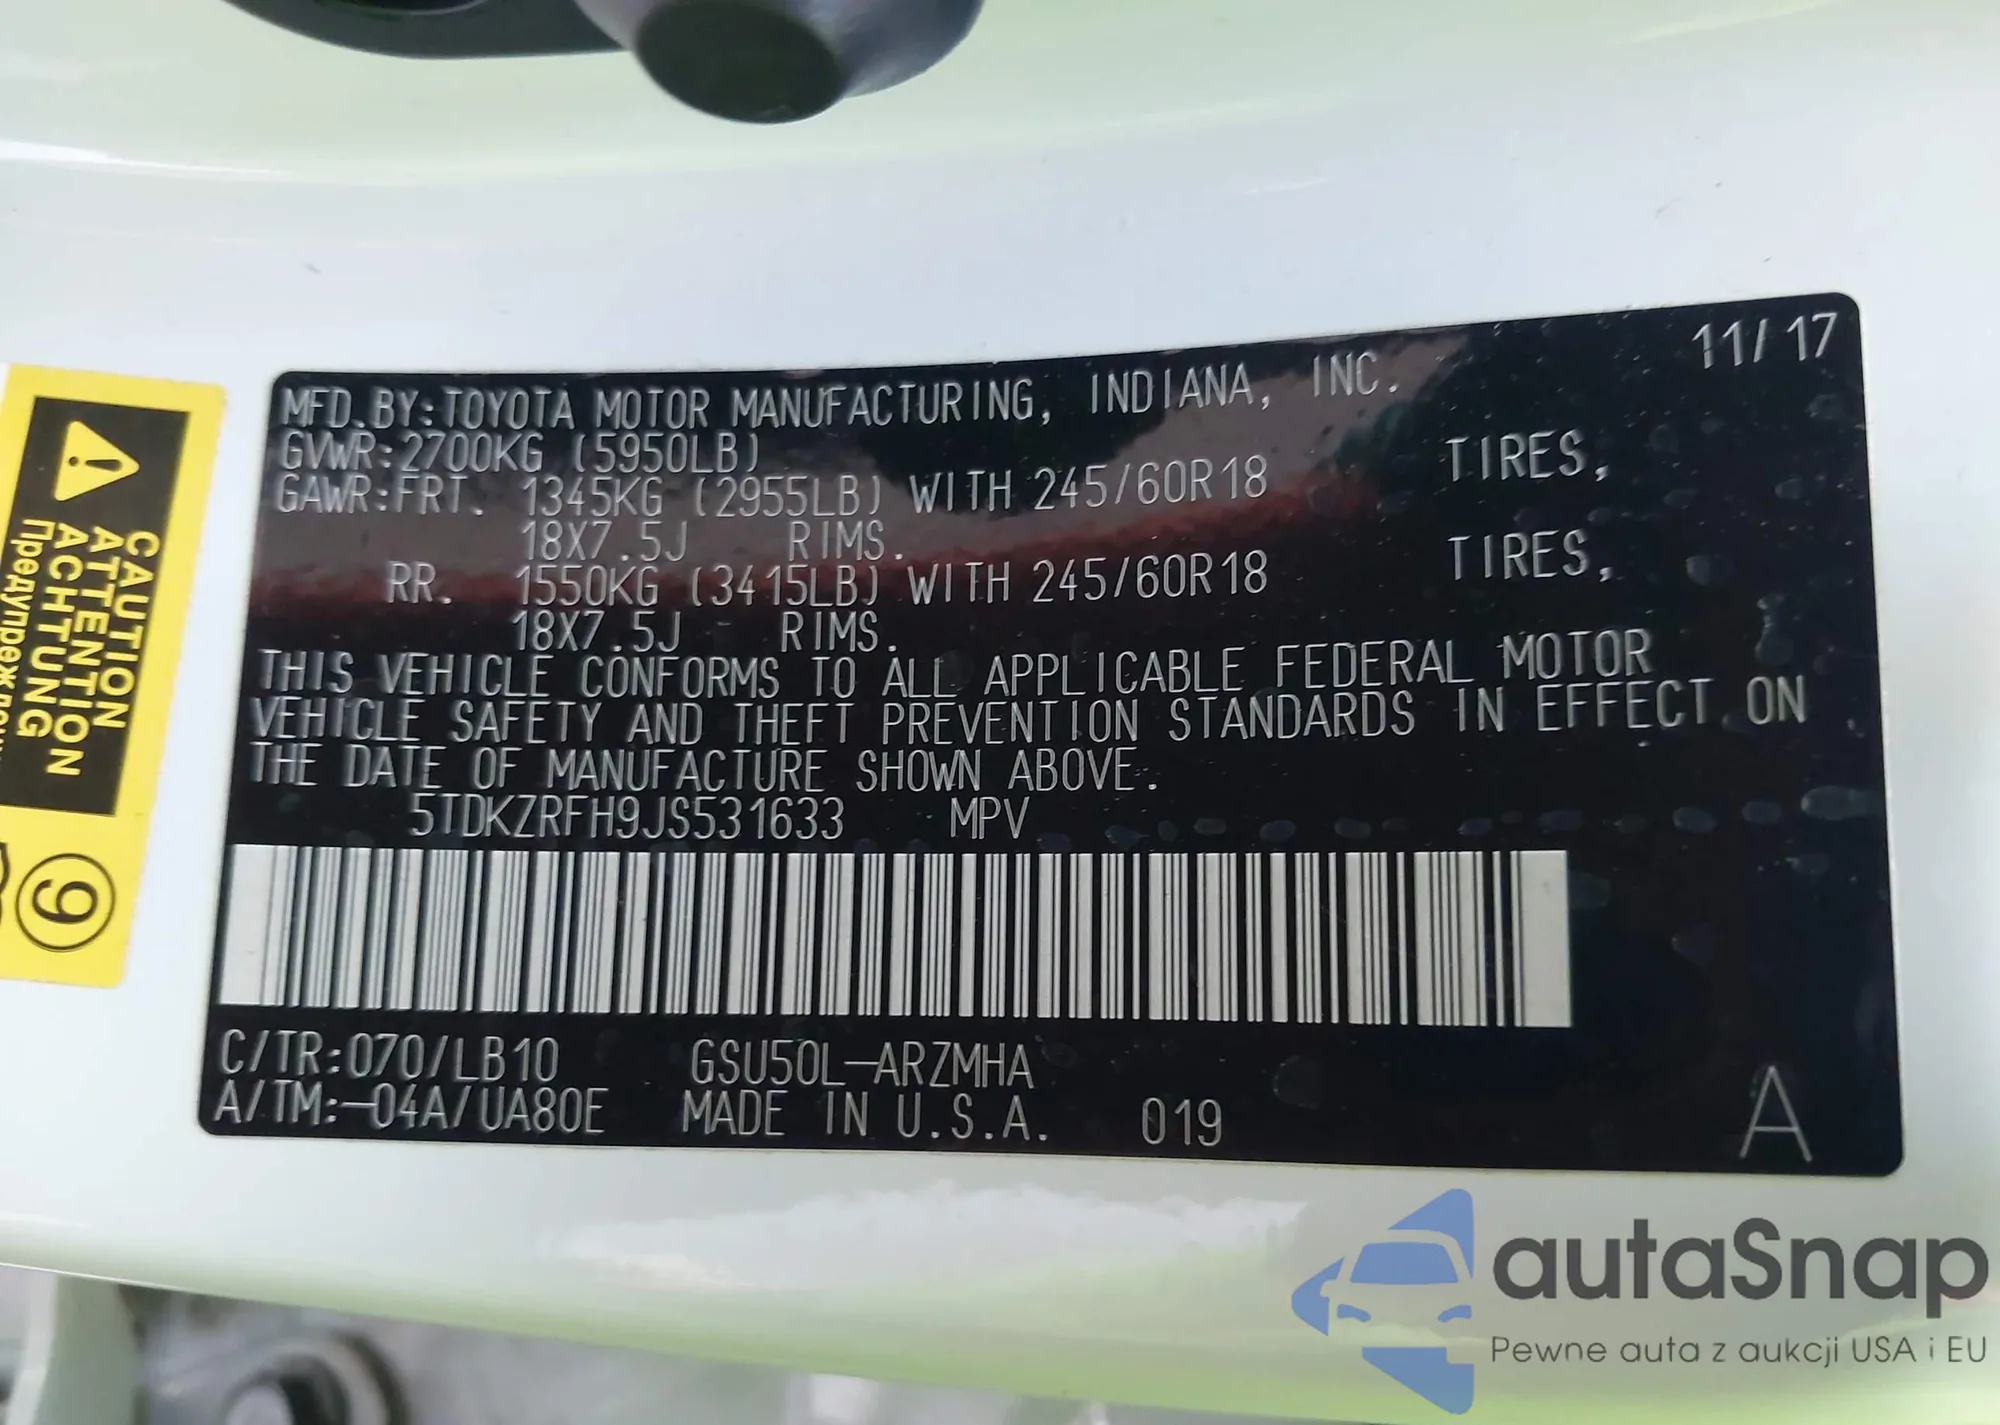 11/17
MFD.BY:TOYOTA MOTOR MANUFACTURING, INDIANA, INC.
GVWR:2700KG (5950LB)
GAWR:FRT. 1345KG (2955LB) WITH 245/60R18 TIRES,
18X7.5J RIMS.
RR. 1550KG (3415LB) WITH 245/60R18 TIRES,
18X7.5J RIMS.
THIS VEHICLE CONFORMS TO ALL APPLICABLE FEDERAL MOTOR
VEHICLE SAFETY AND THEFT PREVENTION STANDARDS IN EFFECT ON
THE DATE OF MANUFACTURE SHOWN ABOVE.
5TDKZRFH9JS531633 MPV
C/TR:070/LB10 GSU50L-ARZMHA
A/TM:-04A/UA80E MADE IN U.S.A. 019 A
CAUTION
ATTENTION
ACHTUNG
9
autaSnap
Pewne auta z aukcji USA i EU